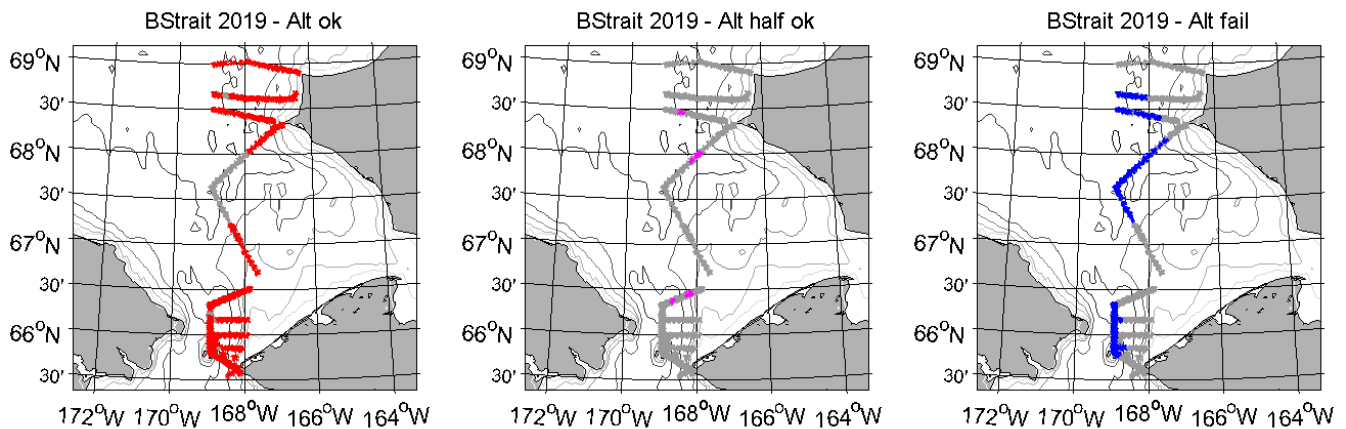 BStrait 2019 - Alt ok
69°N
30'
68°N
30'
67°N
30'
66°N
30'
172°W 170°W 168°W 166°W 164°W
BStrait 2019 - Alt half ok
69°N
30'
68°N
30'
67°N
30'
66°N
30'
172°W 170°W 168°W 166°W 164°W
BStrait 2019 - Alt fail
69°N
30'
68°N
30'
67°N
30'
66°N
30'
172°W 170°W 168°W 166°W 164°W